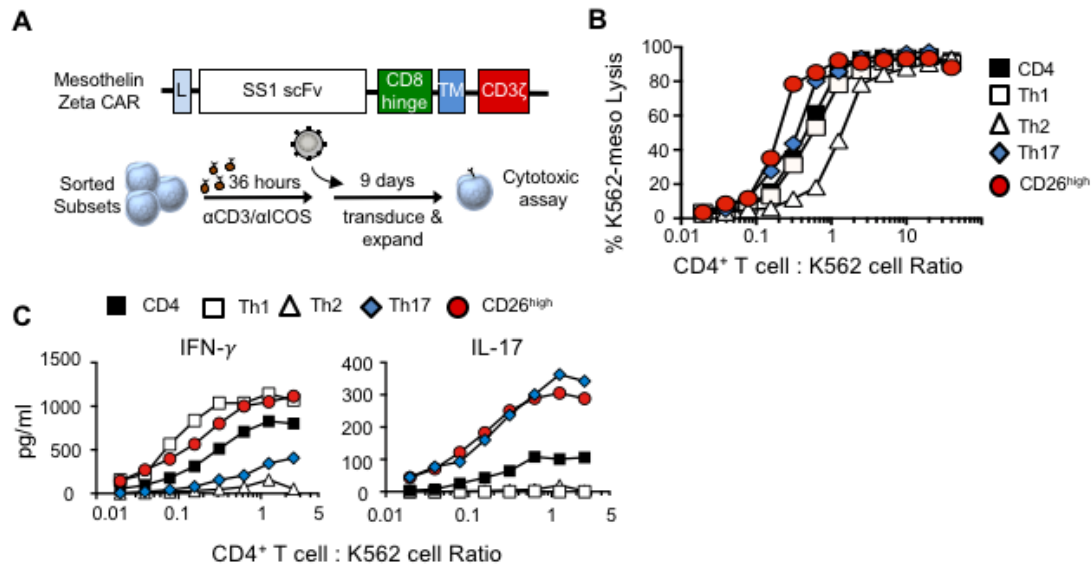 A
Mesothelin
Zeta CAR
L
SS1 scFv
CD8
hinge
TM
CD3ζ
Sorted
Subsets
36 hours
αCD3/αICOS
9 days
transduce &
expand
Cytotoxic
assay
B
% K562-meso Lysis
100
80
60
40
20
0
0.01
0.1
1
10
CD4⁺ T cell : K562 cell Ratio
CD4
Th1
Th2
Th17
CD26ʰⁱᵍʰ
C
CD4
Th1
Th2
Th17
CD26ʰⁱᵍʰ
IFN-γ
pg/ml
1500
1000
500
0
0.01
0.1
1
5
IL-17
400
300
200
100
0
0.01
0.1
1
5
CD4⁺ T cell : K562 cell Ratio